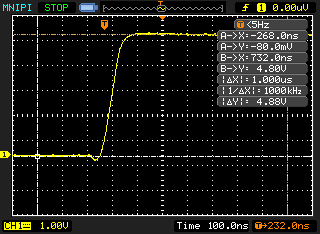 MNIPI STOP T f 1 0.00uV
T
T<5Hz
A->X:-268.0ns
A->Y:-80.0mV
B->X:732.0ns
B->Y: 4.80V
|ΔX|:1.000us
|1/ΔX|:1000kHz
|ΔY|: 4.88V
1
CH1 1.00V Time 100.0ns T→232.0ns